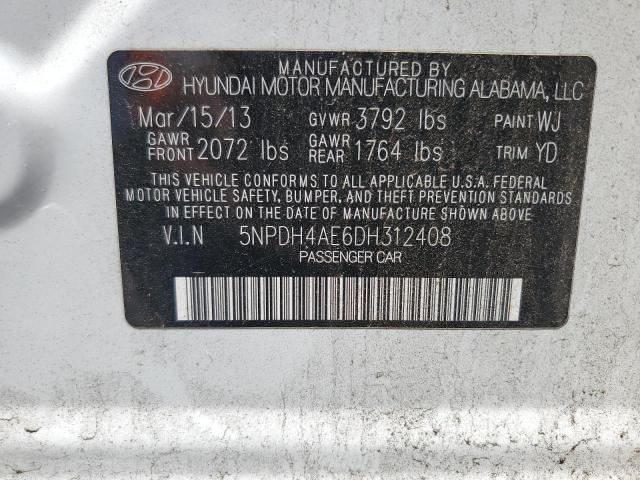 MANUFACTURED BY
HYUNDAI MOTOR MANUFACTURING ALABAMA, LLC
Mar/15/13 GVWR 3792 lbs PAINT WJ
GAWR FRONT 2072 lbs GAWR REAR 1764 lbs TRIM YD
THIS VEHICLE CONFORMS TO ALL APPLICABLE U.S.A. FEDERAL
MOTOR VEHICLE SAFETY, BUMPER, AND THEFT PREVENTION STANDARDS
IN EFFECT ON THE DATE OF MANUFACTURE SHOWN ABOVE.
V.I.N 5NPDH4AE6DH312408
PASSENGER CAR